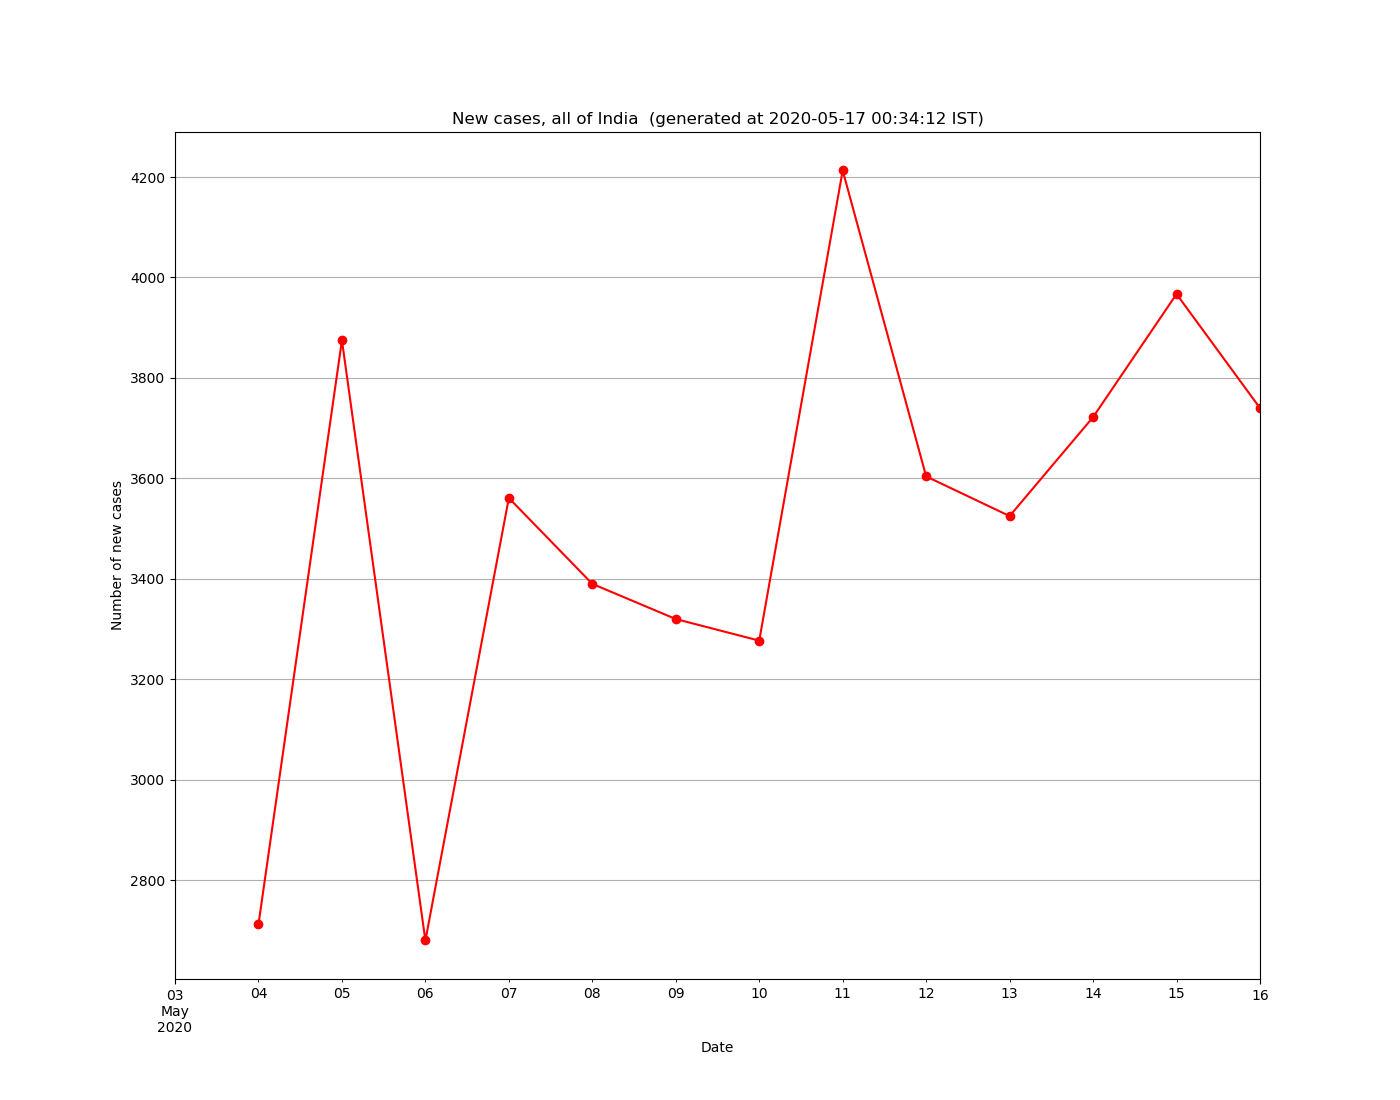 New cases, all of India  (generated at 2020-05-17 00:34:12 IST)
4200
4000
3800
3600
3400
3200
3000
2800
Number of new cases
03 04 05 06 07 08 09 10 11 12 13 14 15 16
May
2020
Date